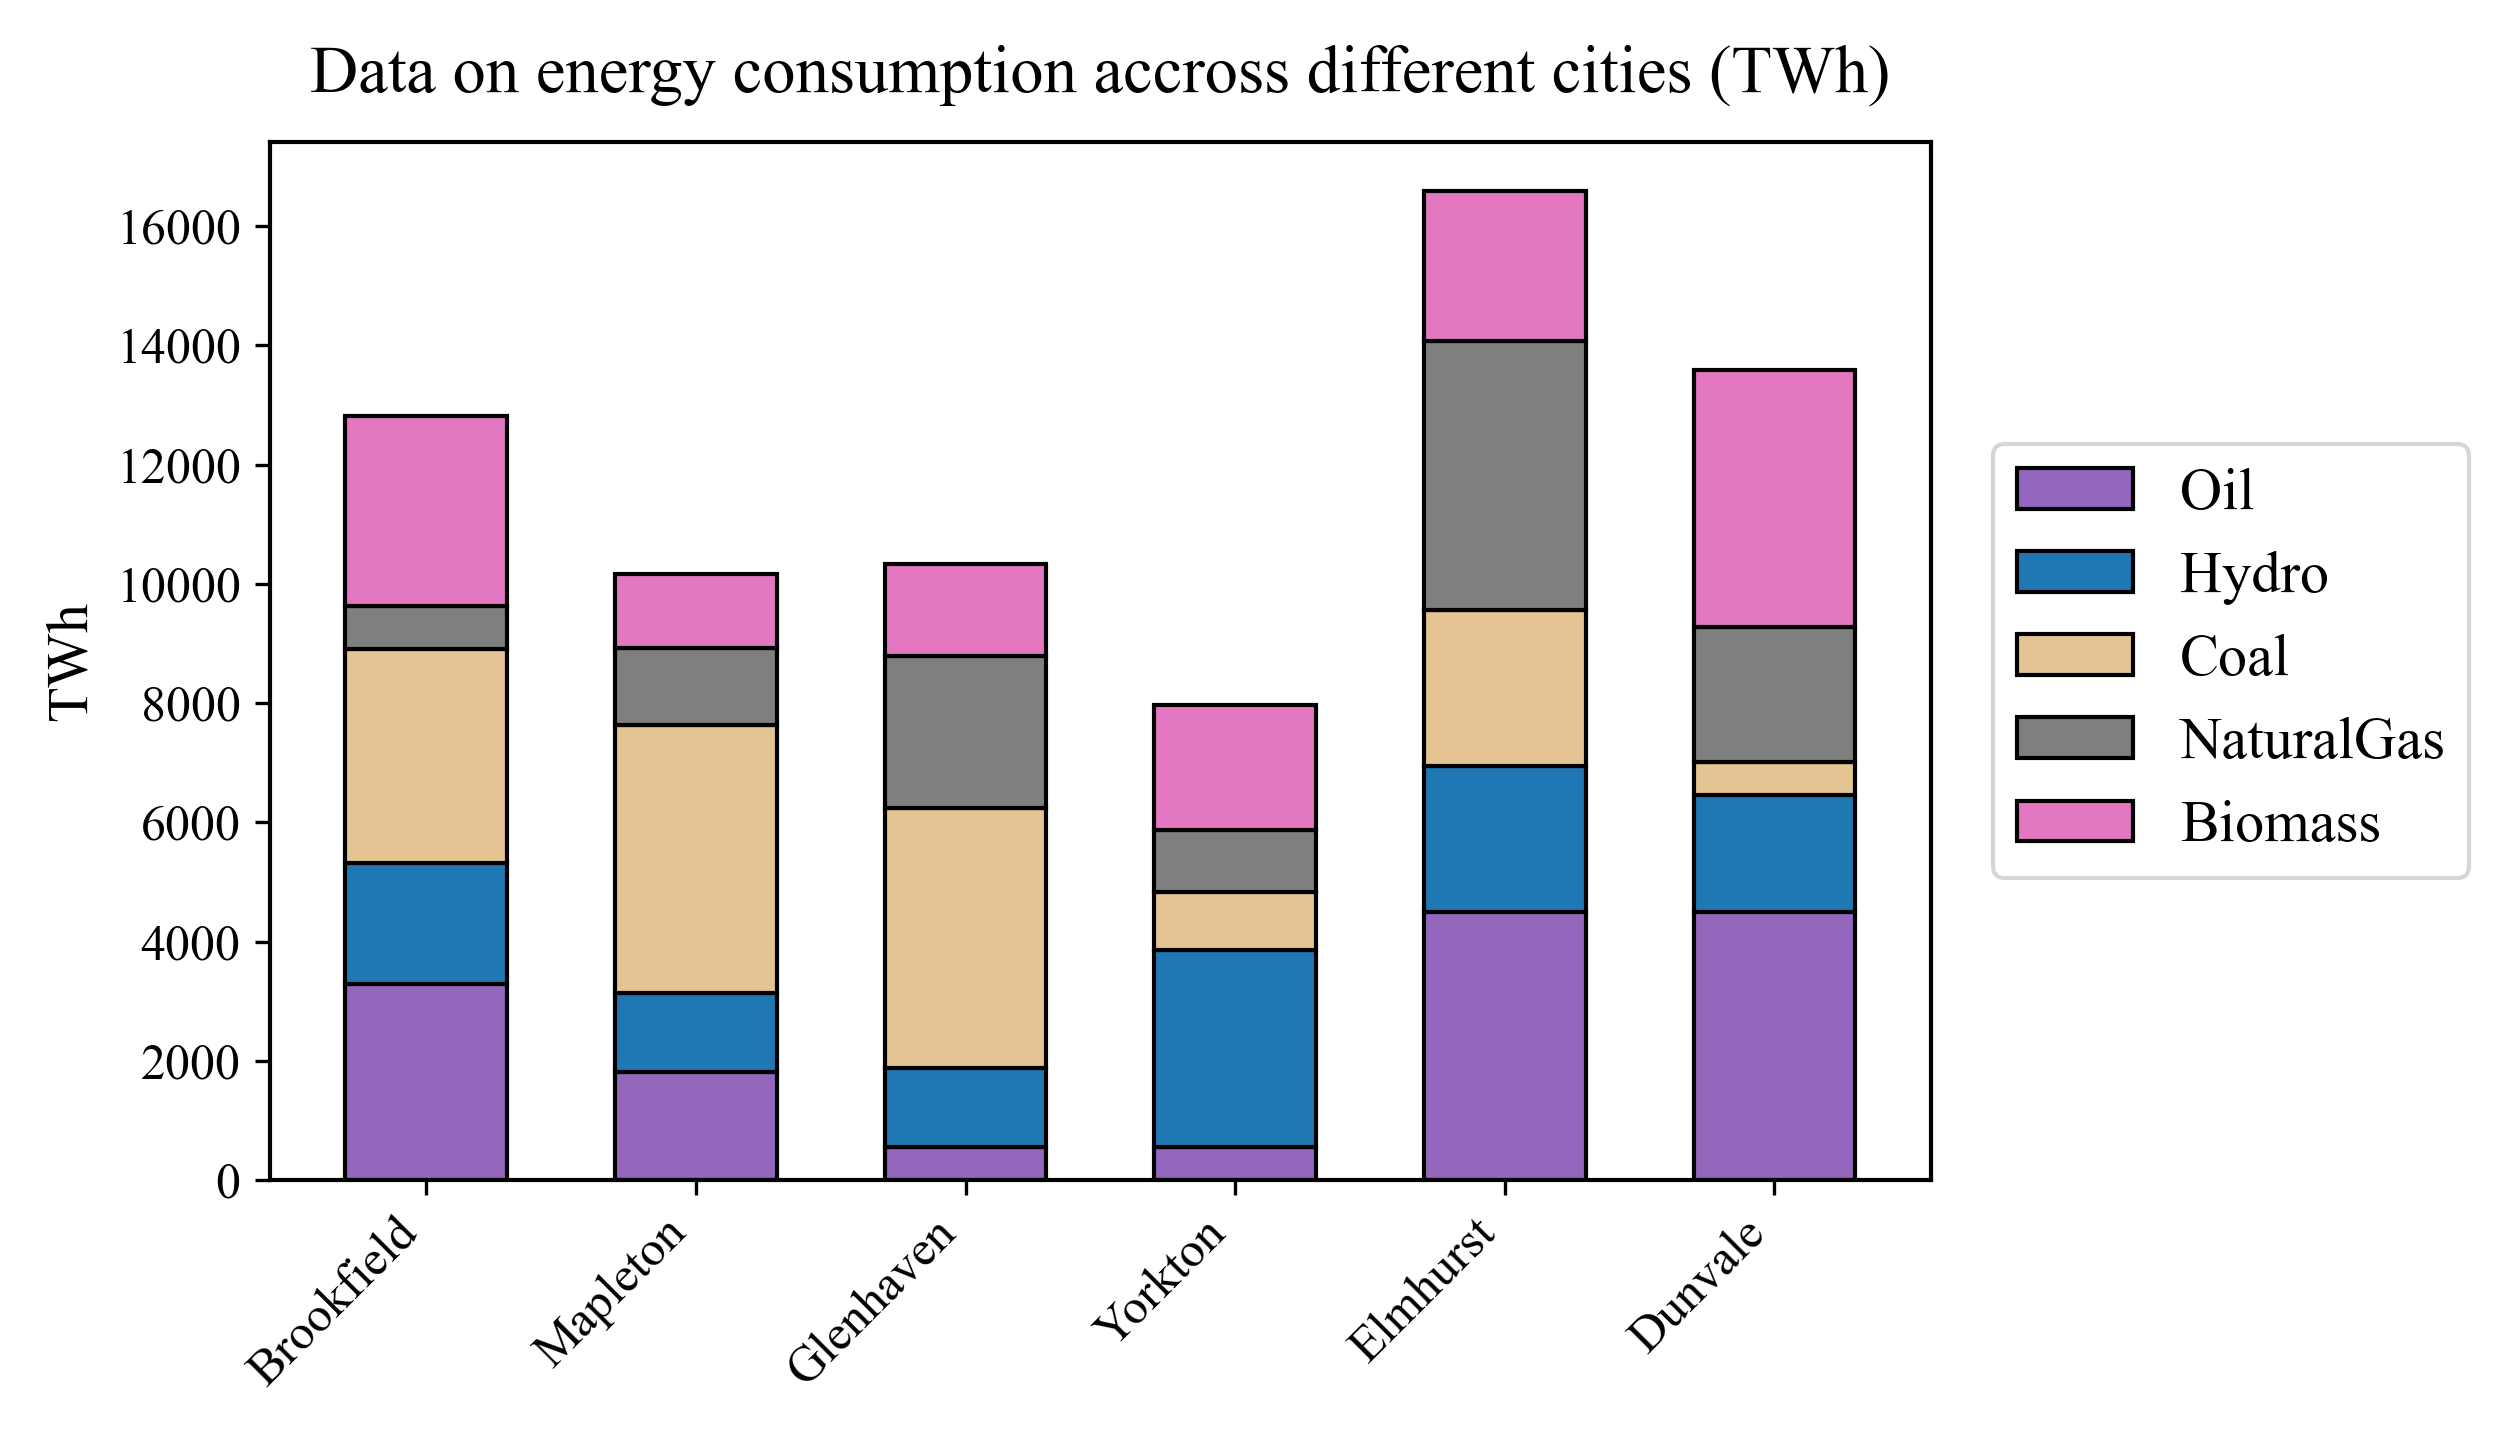 Data on energy consumption across different cities (TWh)
TWh
16000
14000
12000
10000
8000
6000
4000
2000
0
Brookfield
Mapleton
Glenhaven
Yorkton
Elmhurst
Dunvale
Oil
Hydro
Coal
NaturalGas
Biomass